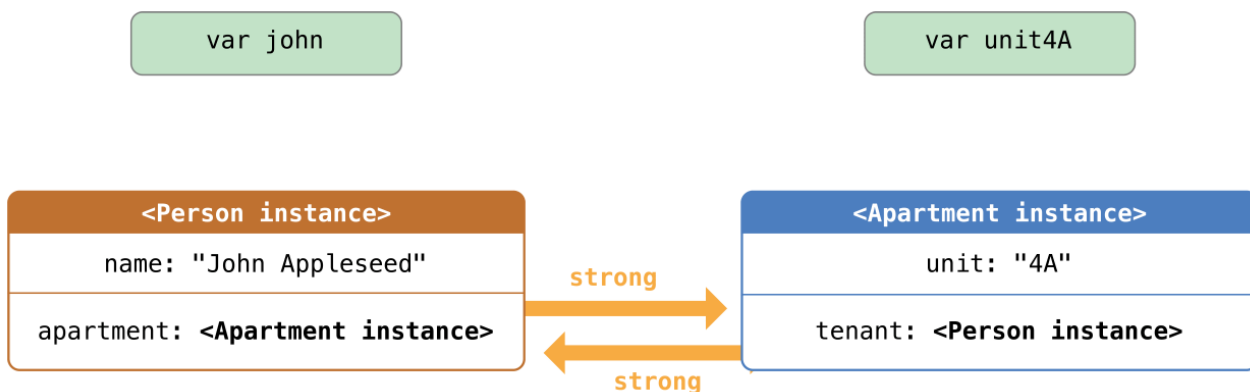 var john
var unit4A
<Person instance>
name: "John Appleseed"
apartment: <Apartment instance>
strong
strong
<Apartment instance>
unit: "4A"
tenant: <Person instance>